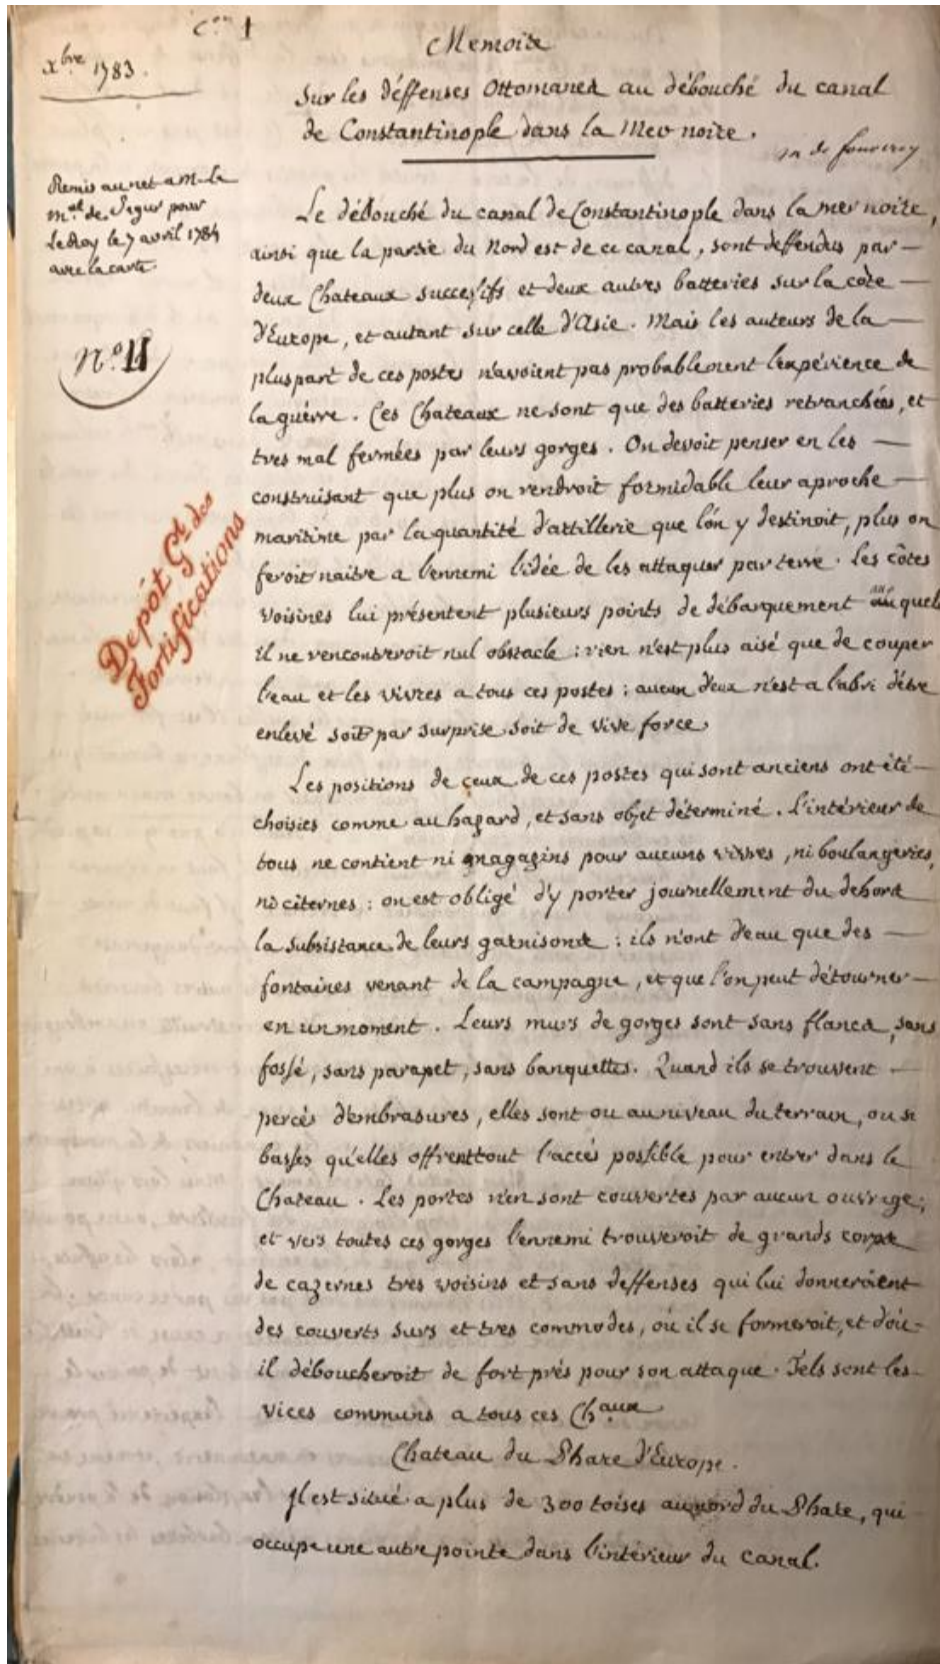 C.on 1
Memoire
xbre 1783.
Sur les déffenses Ottomanes au débouché du canal
de Constantinople dans la Mer noire.
m de fourcroy
Remis au net a M. le
m.al de Segur pour
Le Roy le 7 avril 1784
avec la carte.
Le débouché du canal de Constantinople dans la mer noire,
ainsi que la partie du Nord est de ce canal, sont deffendus par —
deux Chateaux successifs et deux autres batteries sur la côte —
d'Europe, et autant sur celle d'Asie. Mais les auteurs de la —
N.° 11
pluspart de ces postes n'avoient pas probablement l'expérience de
la guérre. Ces Chateaux ne sont que des batteries retranchées, et
tres mal fermées par leurs gorges. On devoit penser en les —
construisant que plus on rendroit formidable leur aproche —
maritime par la quantité d'artillerie que l'on y destinoit, plus on
feroit naitre a l'ennemi l'idée de les attaquer par terre. Les côtes
Depôt G.al des
Fortifications
voisines lui présentent plusieurs points de débarquement auquels
il ne rencontreroit nul obstacle : rien n'est plus aisé que de couper
l'eau et les vivres a tous ces postes ; aucun d'eux n'est a l'abri d'être
enlevé soit par surprise soit de vive force.
Les positions de ceux de ces postes qui sont anciens ont été —
choisies comme au hazard, et sans objet déterminé. L'intérieur de
tous ne contient ni magazins pour aucuns vivres, ni boulangeries,
ni citernes : on est obligé d'y porter journellement du dehors
la subsistance de leurs garnisons : ils n'ont d'eau que des —
fontaines venant de la campagne, et que l'on peut détourner —
en un moment. Leurs murs de gorges sont sans flancs, sans
fossé, sans parapet, sans banquettes. Quand ils se trouvent —
percés d'embrasures, elles sont ou au niveau du terrain, ou si
basses qu'elles offrent tout l'accés possible pour entrer dans le
Chateau. Les portes n'en sont couvertes par aucun ouvrage ;
et vers toutes ces gorges l'ennemi trouveroit de grands corps
de cazernes tres voisins et sans deffenses qui lui donneroient
des couverts surs et tres commodes, où il se formeroit, et d'où —
il déboucheroit de fort prés pour son attaque. Tels sont les —
vices communs a tous ces Ch.aux
Chateau du Phare d'Europe.
Il est situé a plus de 300 toises au nord du Phare, qui
occupe une autre pointe dans l'intérieur du canal.